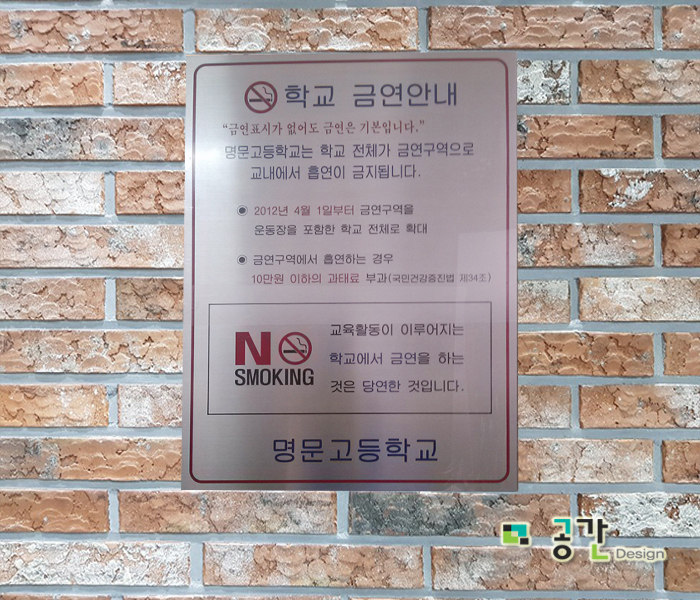 학교 금연안내
“금연표시가 없어도 금연은 기본입니다.”
명문고등학교는 학교 전체가 금연구역으로
교내에서 흡연이 금지됩니다.
◉ 2012년 4월 1일부터 금연구역을
운동장을 포함한 학교 전체로 확대
◉ 금연구역에서 흡연하는 경우
10만원 이하의 과태료 부과(국민건강증진법 제34조)
NO
SMOKING
교육활동이 이루어지는
학교에서 금연을 하는
것은 당연한 것입니다.
명문고등학교
공간 Design